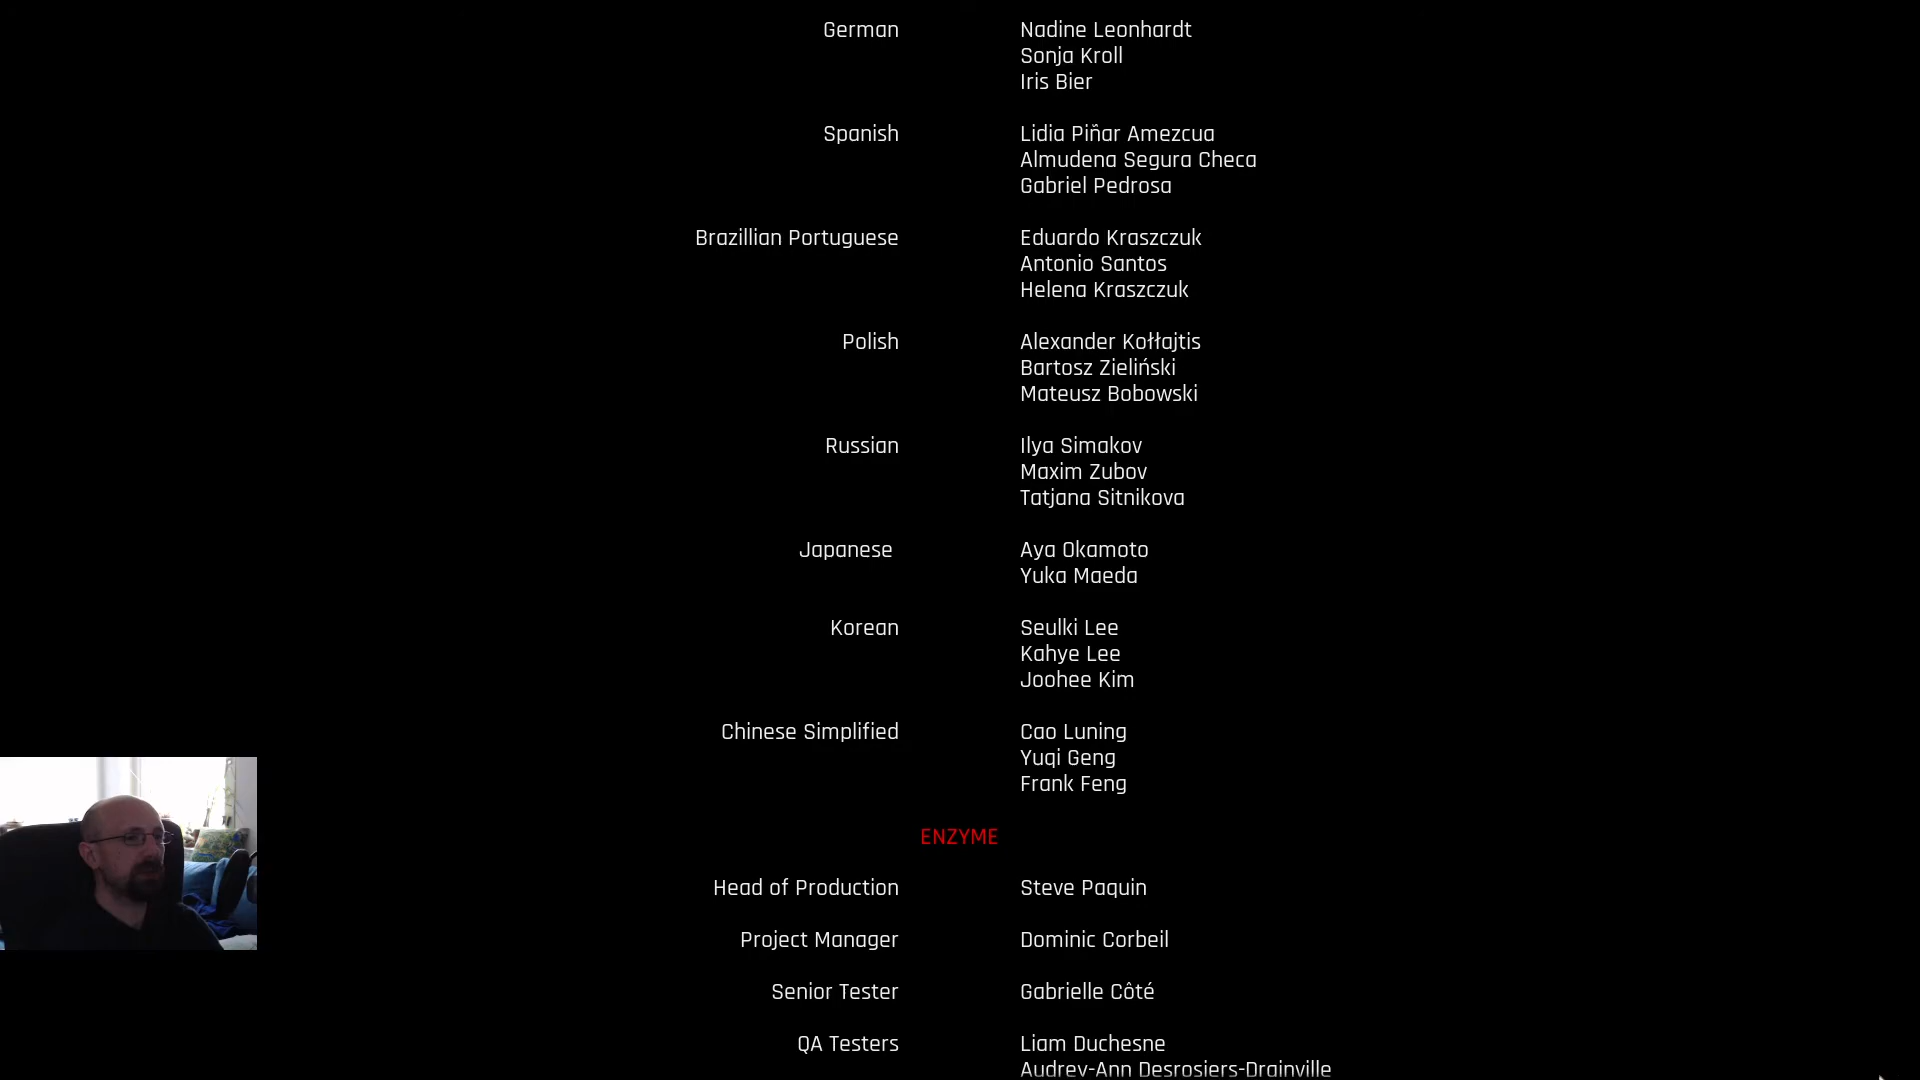 German Nadine Leonhardt
Sonja Kroll
Iris Bier
Spanish Lidia Piñar Amezcua
Almudena Segura Checa
Gabriel Pedrosa
Brazillian Portuguese Eduardo Kraszczuk
Antonio Santos
Helena Kraszczuk
Polish Alexander Kołłajtis
Bartosz Zieliński
Mateusz Bobowski
Russian Ilya Simakov
Maxim Zubov
Tatjana Sitnikova
Japanese Aya Okamoto
Yuka Maeda
Korean Seulki Lee
Kahye Lee
Joohee Kim
Chinese Simplified Cao Luning
Yuqi Geng
Frank Feng
ENZYME
Head of Production Steve Paquin
Project Manager Dominic Corbeil
Senior Tester Gabrielle Côté
QA Testers Liam Duchesne
Audrey-Ann Desrosiers-Drainville